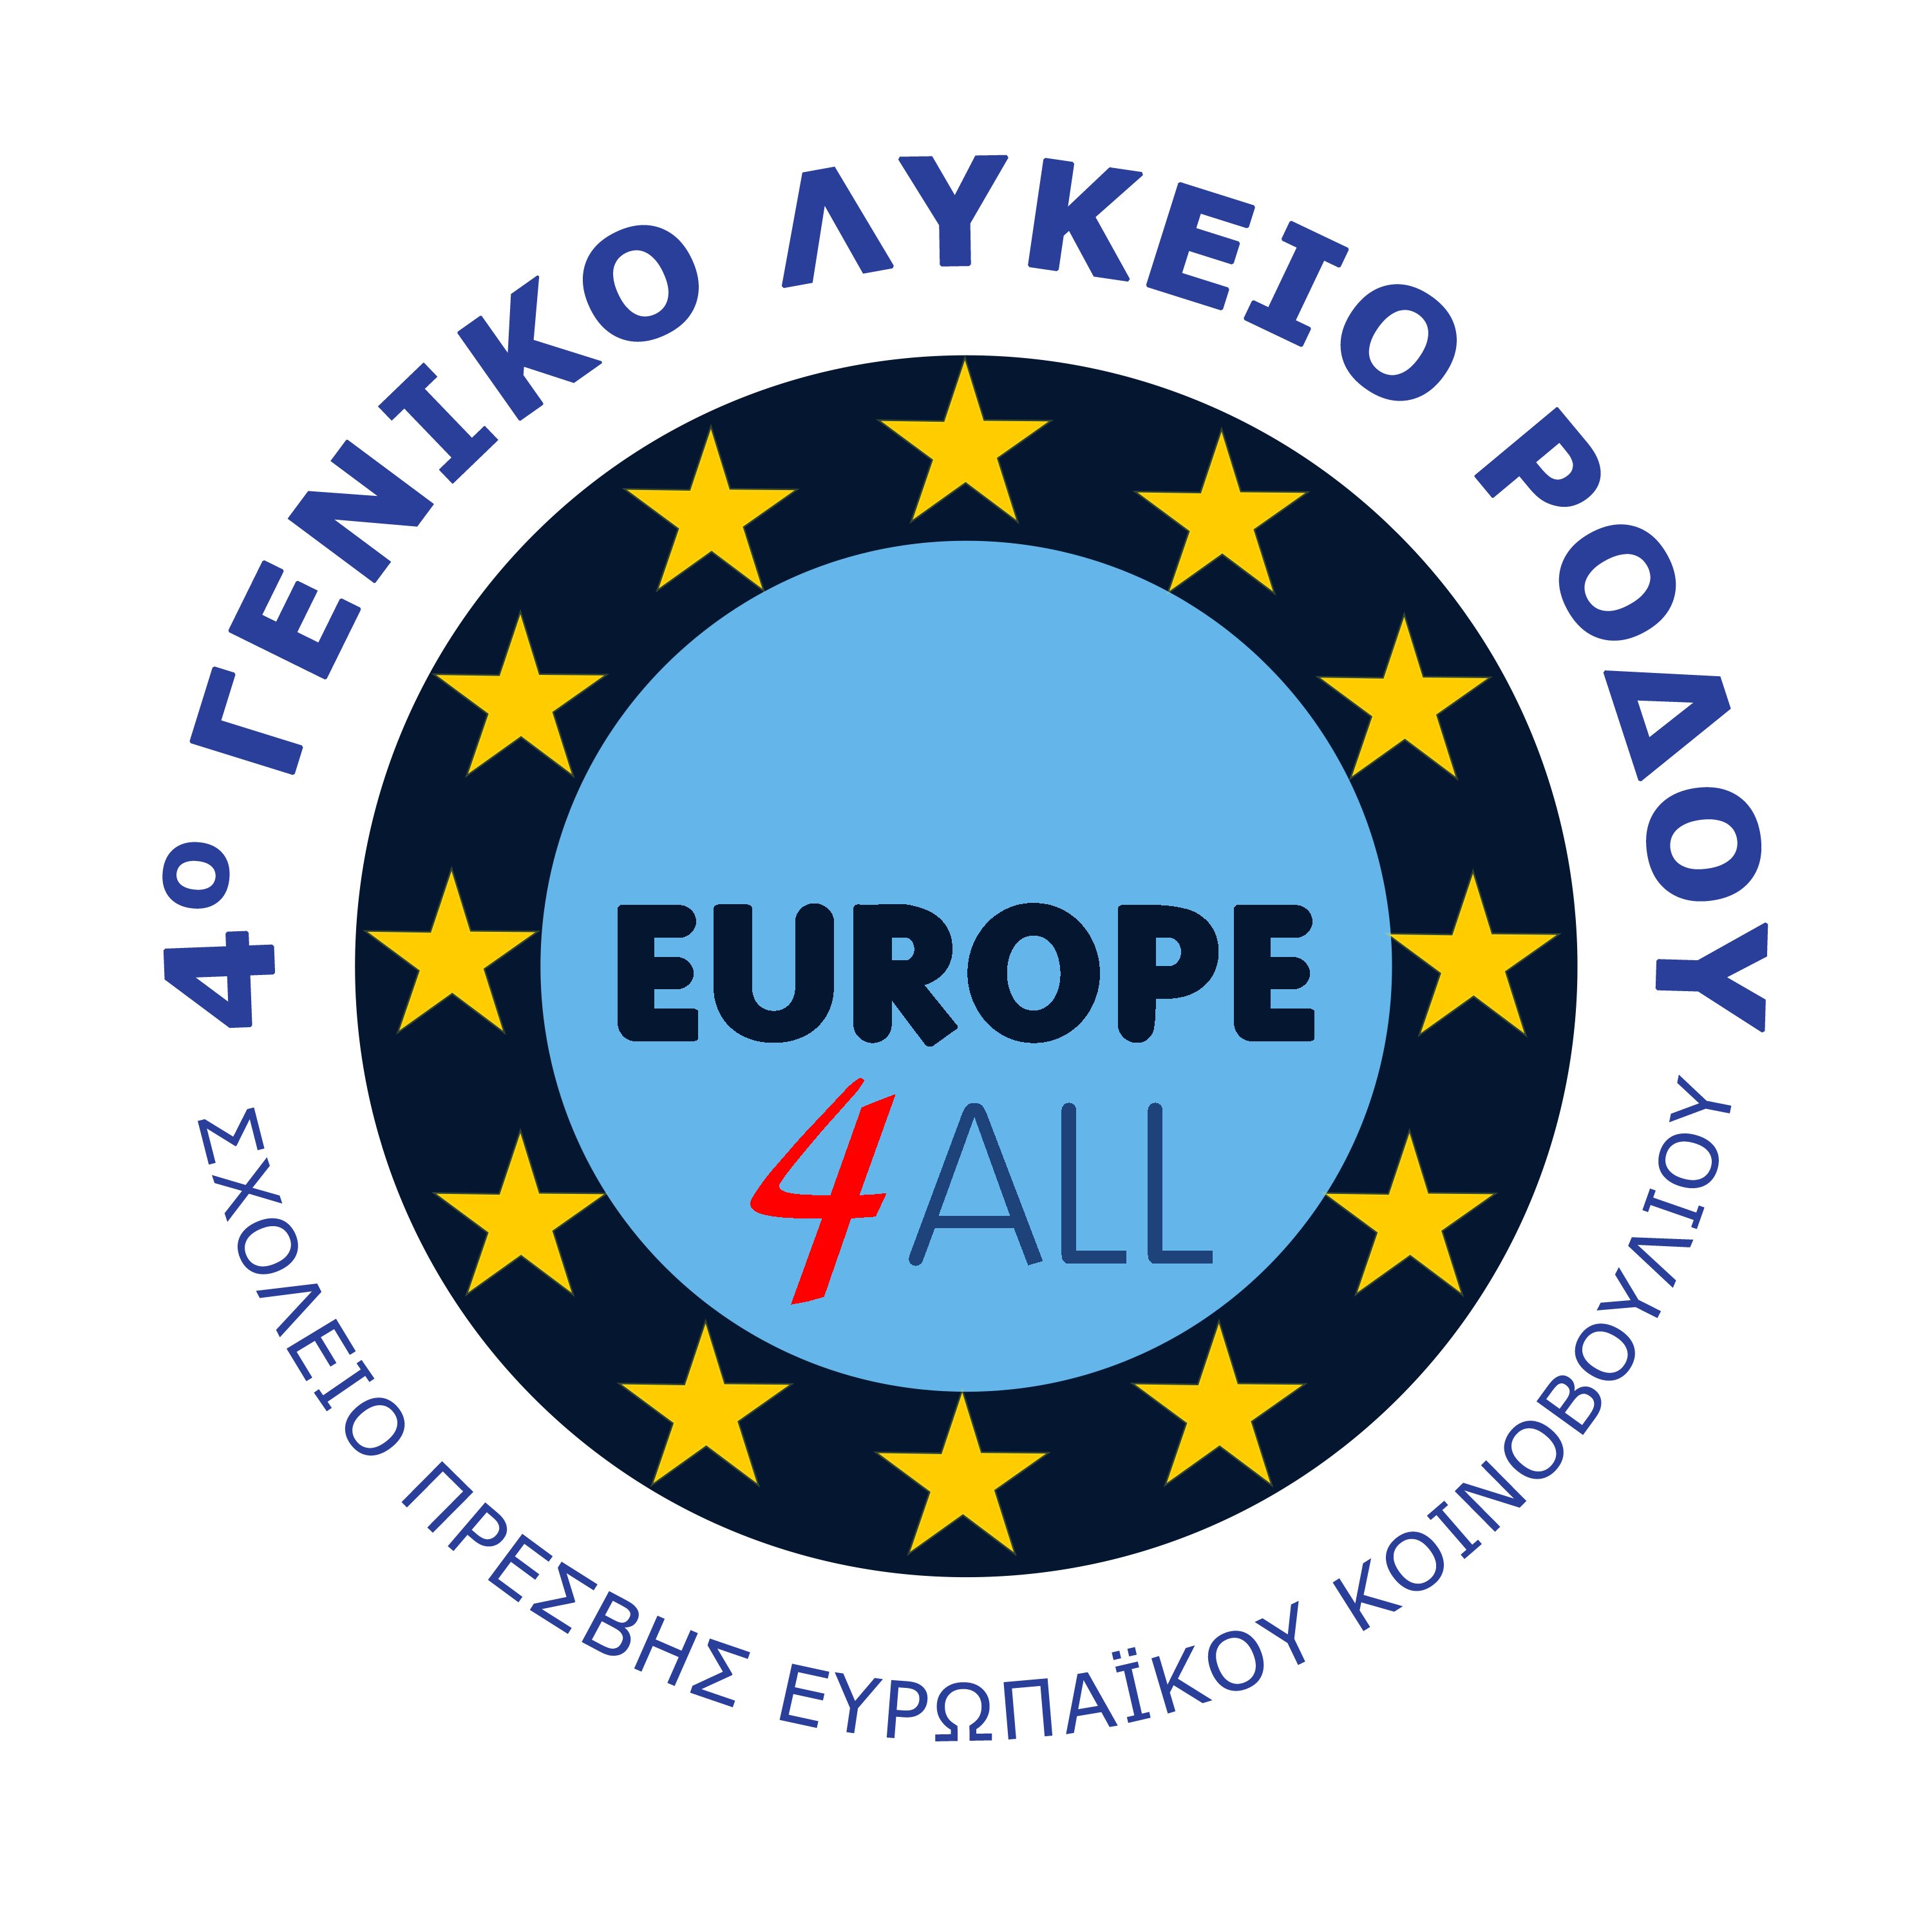 4ο ΓΕΝΙΚΟ ΛΥΚΕΙΟ ΡΟΔΟΥ
EUROPE
4ALL
ΣΧΟΛΕΙΟ ΠΡΕΣΒΗΣ ΕΥΡΩΠΑΪΚΟΥ ΚΟΙΝΟΒΟΥΛΙΟΥ